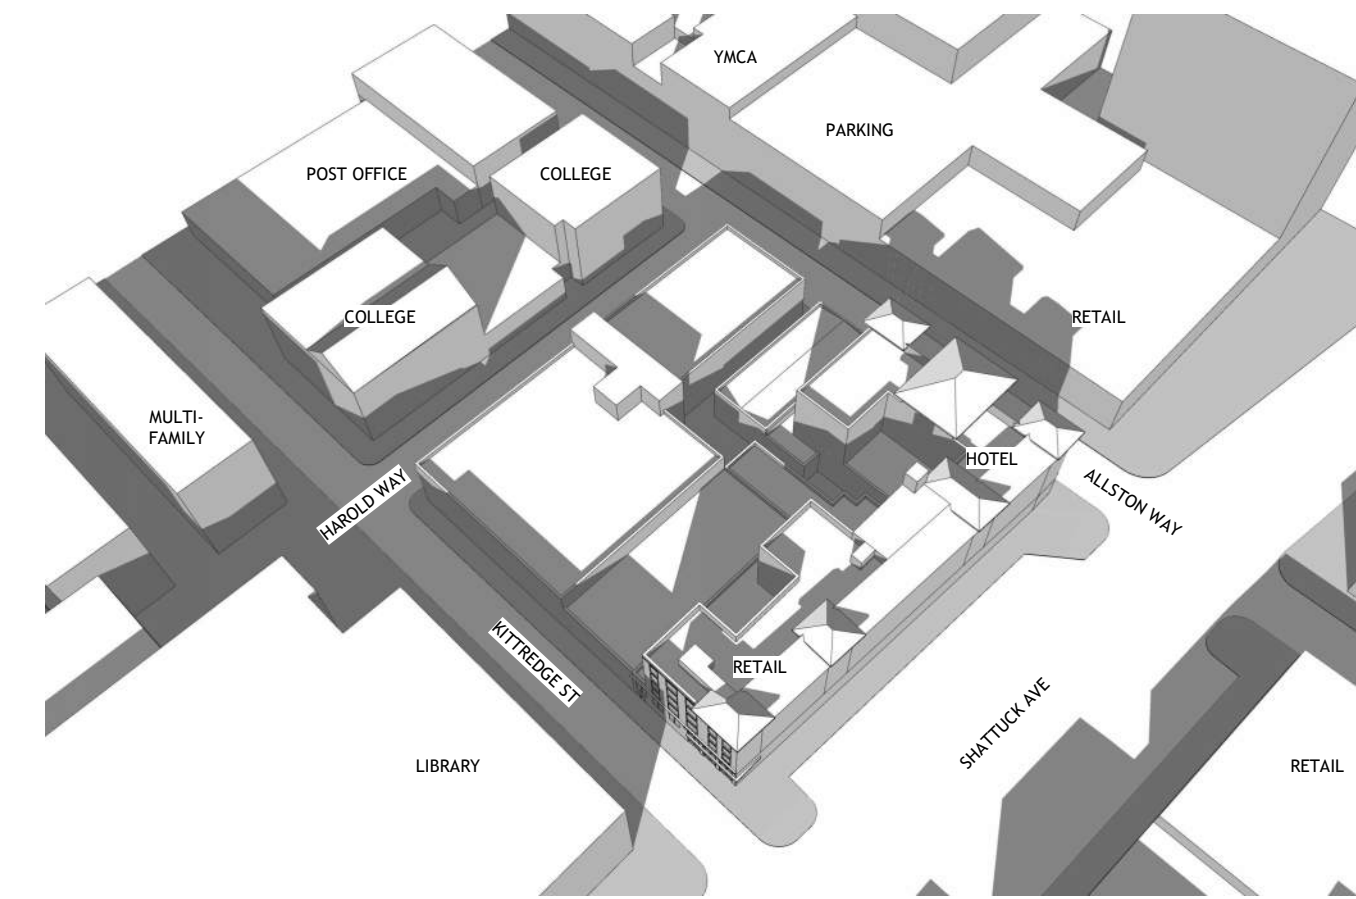 YMCA
PARKING
POST OFFICE
COLLEGE
COLLEGE
RETAIL
MULTI-
FAMILY
HOTEL
HAROLD WAY
ALLSTON WAY
KITTREDGE ST
RETAIL
SHATTUCK AVE
LIBRARY
RETAIL